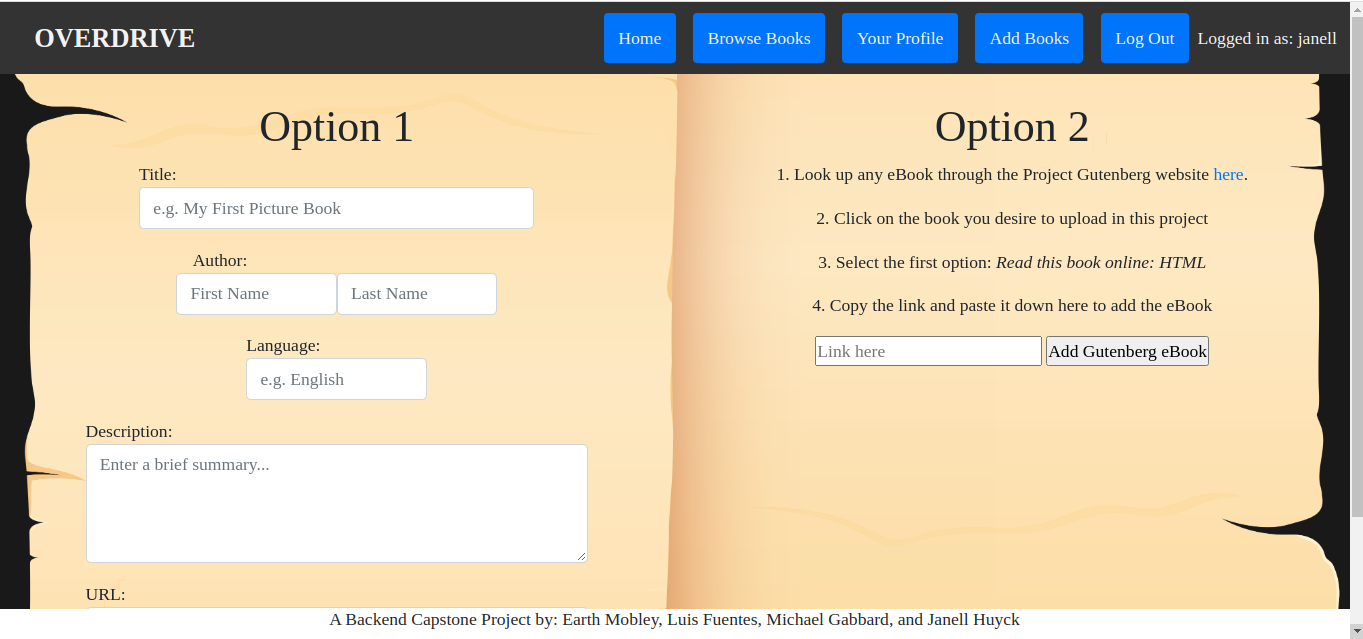 OVERDRIVE
Home Browse Books Your Profile Add Books Log Out Logged in as: janell
Option 1
Title:
e.g. My First Picture Book
Author:
First Name Last Name
Language:
e.g. English
Description:
Enter a brief summary...
URL:
Option 2
1. Look up any eBook through the Project Gutenberg website here.
2. Click on the book you desire to upload in this project
3. Select the first option: Read this book online: HTML
4. Copy the link and paste it down here to add the eBook
Link here Add Gutenberg eBook
A Backend Capstone Project by: Earth Mobley, Luis Fuentes, Michael Gabbard, and Janell Huyck